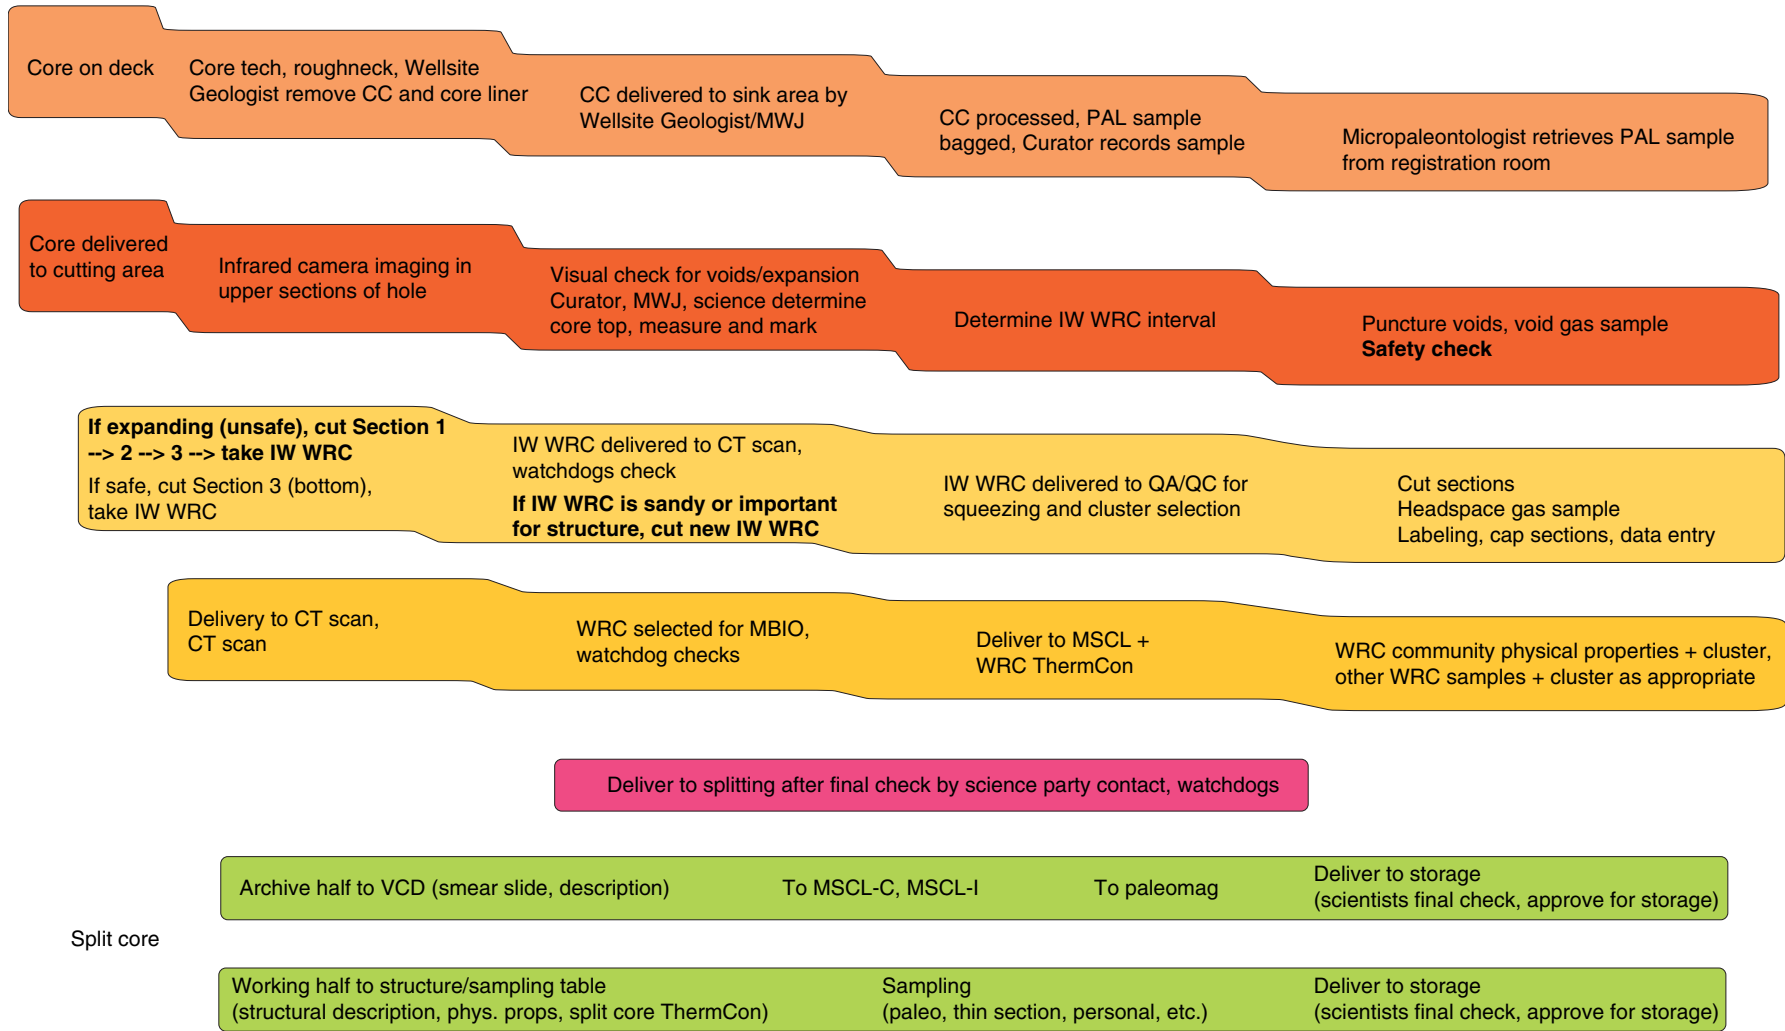 Core on deck
Core tech, roughneck, Wellsite
Geologist remove CC and core liner
CC delivered to sink area by
Wellsite Geologist/MWJ
CC processed, PAL sample
bagged, Curator records sample
Micropaleontologist retrieves PAL sample
from registration room
Core delivered
to cutting area
Infrared camera imaging in
upper sections of hole
Visual check for voids/expansion
Curator, MWJ, science determine
core top, measure and mark
Determine IW WRC interval
Puncture voids, void gas sample
Safety check
If expanding (unsafe), cut Section 1
--> 2 --> 3 --> take IW WRC
If safe, cut Section 3 (bottom),
take IW WRC
IW WRC delivered to CT scan,
watchdogs check
If IW WRC is sandy or important
for structure, cut new IW WRC
IW WRC delivered to QA/QC for
squeezing and cluster selection
Cut sections
Headspace gas sample
Labeling, cap sections, data entry
Delivery to CT scan,
CT scan
WRC selected for MBIO,
watchdog checks
Deliver to MSCL +
WRC ThermCon
WRC community physical properties + cluster,
other WRC samples + cluster as appropriate
Deliver to splitting after final check by science party contact, watchdogs
Split core
Archive half to VCD (smear slide, description)
To MSCL-C, MSCL-I
To paleomag
Deliver to storage
(scientists final check, approve for storage)
Working half to structure/sampling table
(structural description, phys. props, split core ThermCon)
Sampling
(paleo, thin section, personal, etc.)
Deliver to storage
(scientists final check, approve for storage)